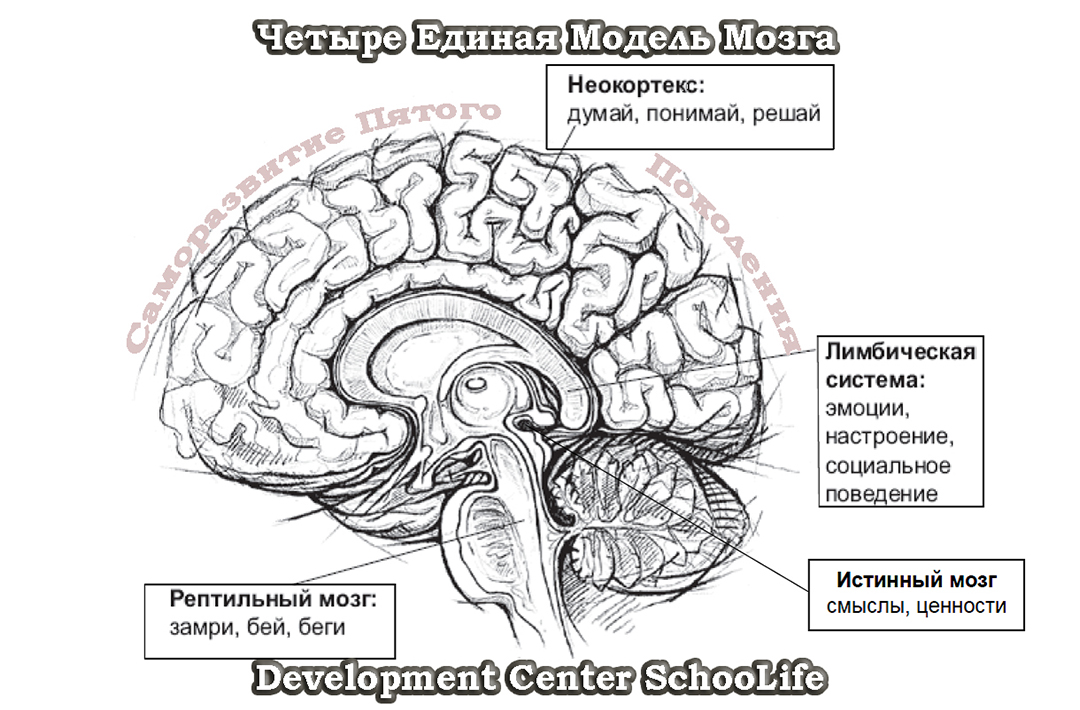 Четыре Единая Модель Мозга
Неокортекс:
думай, понимай, решай
Саморазвитие Пятого
Поколения
Лимбическая
система:
эмоции,
настроение,
социальное
поведение
Истинный мозг
смыслы, ценности
Рептильный мозг:
замри, бей, беги
Development Center SchooLife